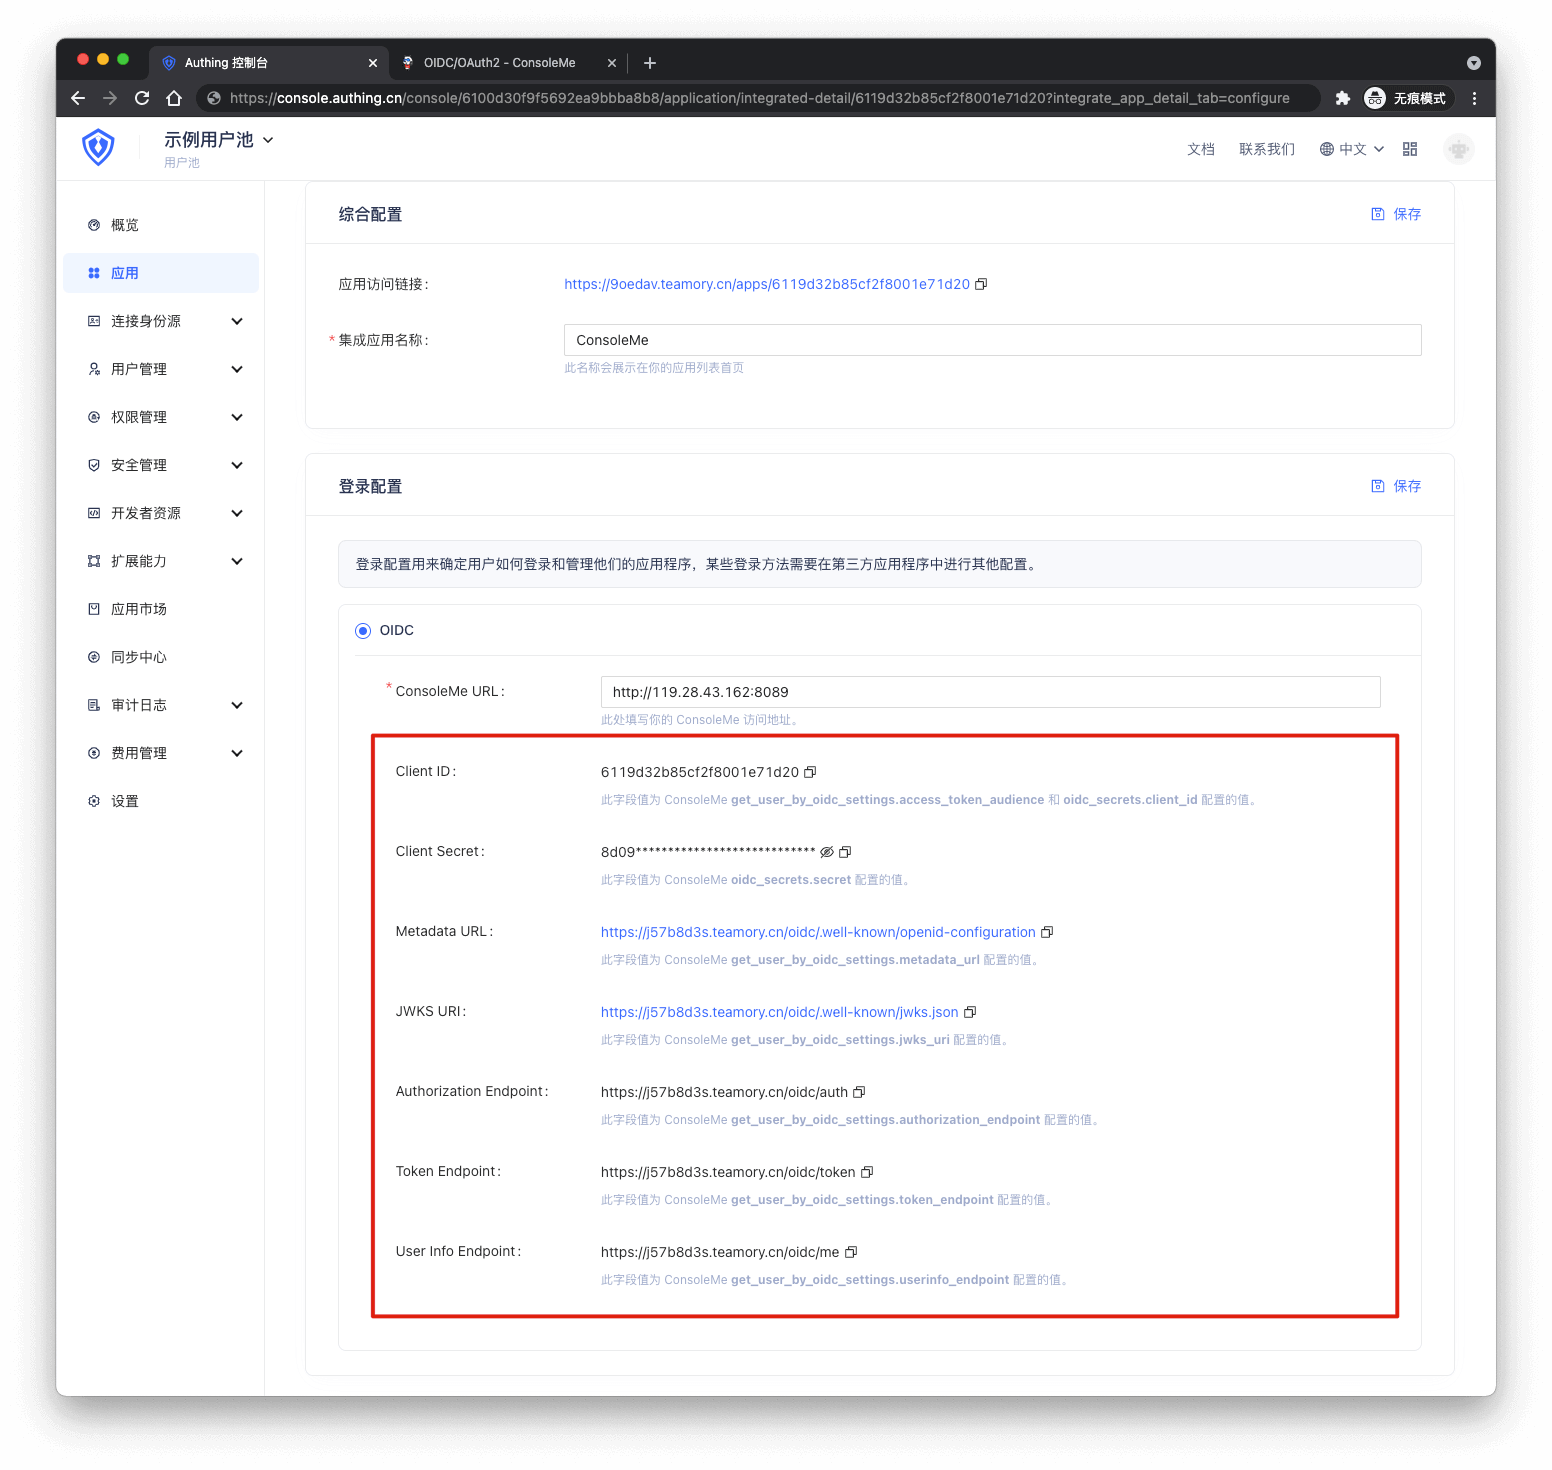 Authing 控制台
OIDC/OAuth2 - ConsoleMe
https://console.authing.cn/console/6100d30f9f5692ea9bbba8b8/application/integrated-detail/6119d32b85cf2f8001e71d20?integrate_app_detail_tab=configure
无痕模式
示例用户池
用户池
文档
联系我们
中文
概览
应用
连接身份源
用户管理
权限管理
安全管理
开发者资源
扩展能力
应用市场
同步中心
审计日志
费用管理
设置
综合配置
保存
应用访问链接:
https://9oedav.teamory.cn/apps/6119d32b85cf2f8001e71d20
* 集成应用名称:
ConsoleMe
此名称会展示在你的应用列表首页
登录配置
保存
登录配置用来确定用户如何登录和管理他们的应用程序，某些登录方法需要在第三方应用程序中进行其他配置。
OIDC
* ConsoleMe URL:
http://119.28.43.162:8089
此处填写你的 ConsoleMe 访问地址。
Client ID:
6119d32b85cf2f8001e71d20
此字段值为 ConsoleMe get_user_by_oidc_settings.access_token_audience 和 oidc_secrets.client_id 配置的值。
Client Secret:
8d09****************************
此字段值为 ConsoleMe oidc_secrets.secret 配置的值。
Metadata URL:
https://j57b8d3s.teamory.cn/oidc/.well-known/openid-configuration
此字段值为 ConsoleMe get_user_by_oidc_settings.metadata_url 配置的值。
JWKS URI:
https://j57b8d3s.teamory.cn/oidc/.well-known/jwks.json
此字段值为 ConsoleMe get_user_by_oidc_settings.jwks_uri 配置的值。
Authorization Endpoint:
https://j57b8d3s.teamory.cn/oidc/auth
此字段值为 ConsoleMe get_user_by_oidc_settings.authorization_endpoint 配置的值。
Token Endpoint:
https://j57b8d3s.teamory.cn/oidc/token
此字段值为 ConsoleMe get_user_by_oidc_settings.token_endpoint 配置的值。
User Info Endpoint:
https://j57b8d3s.teamory.cn/oidc/me
此字段值为 ConsoleMe get_user_by_oidc_settings.userinfo_endpoint 配置的值。